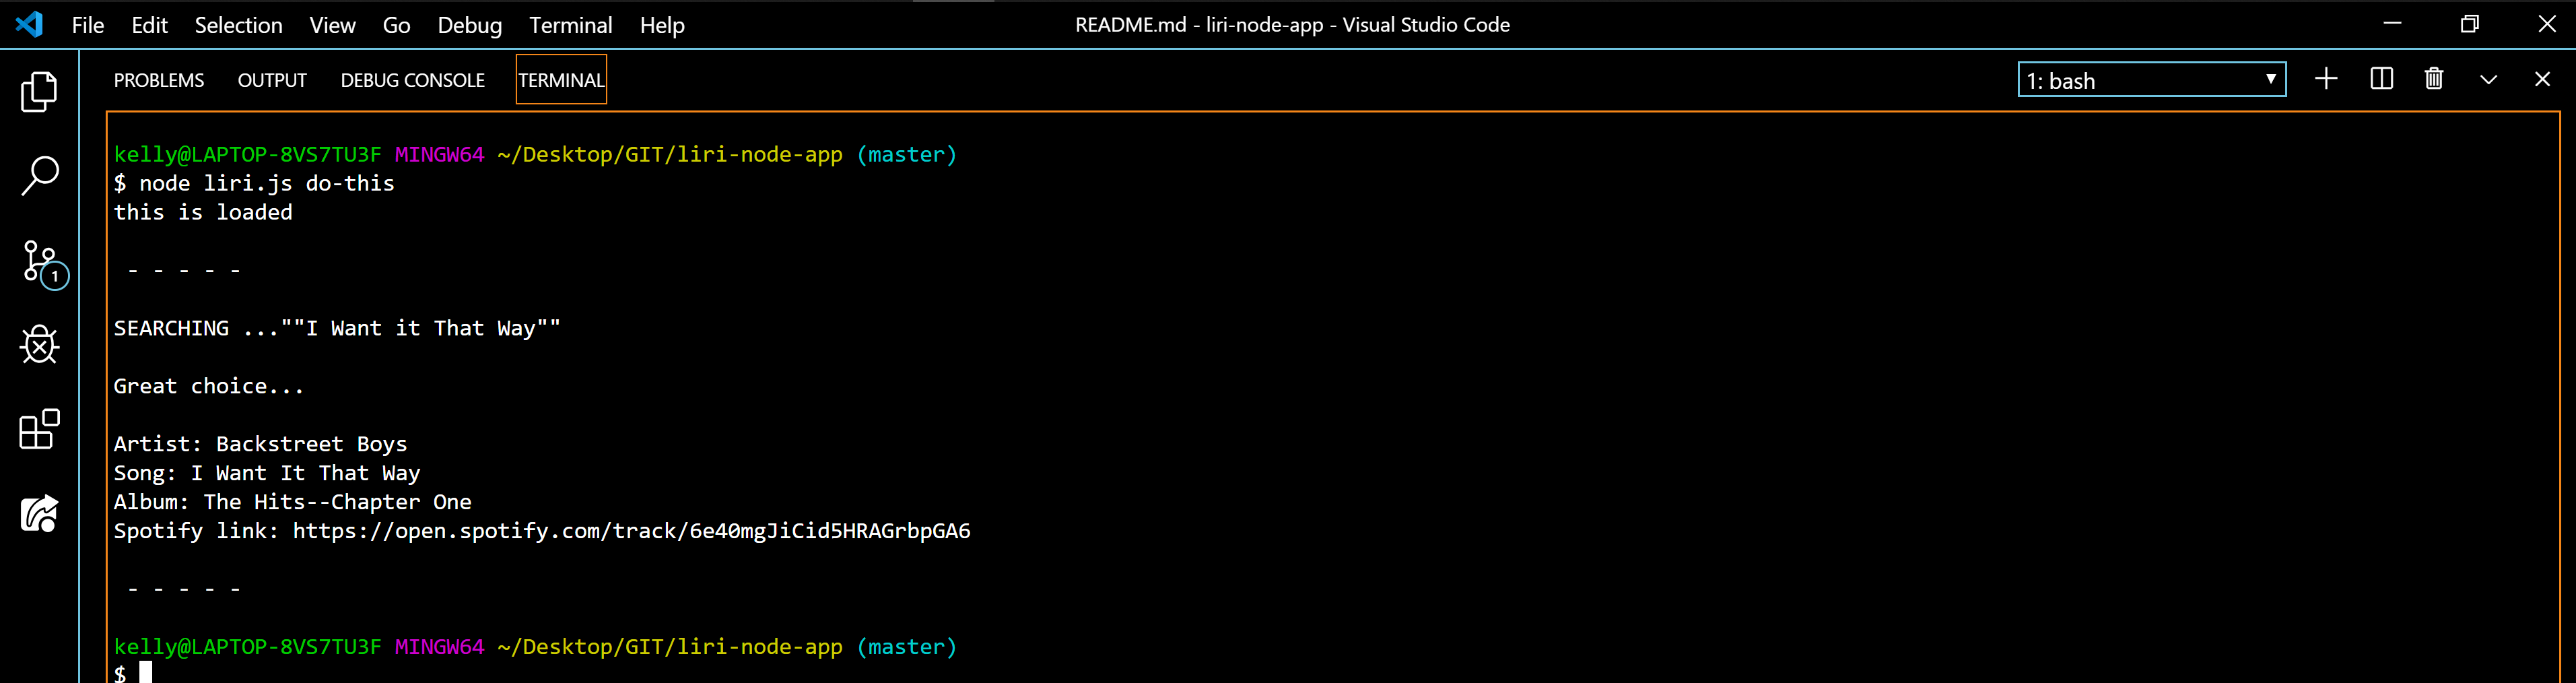 File Edit Selection View Go Debug Terminal Help README.md - liri-node-app - Visual Studio Code
PROBLEMS OUTPUT DEBUG CONSOLE TERMINAL 1: bash
kelly@LAPTOP-8VS7TU3F MINGW64 ~/Desktop/GIT/liri-node-app (master)
$ node liri.js do-this
this is loaded
- - - - -
1
SEARCHING ...""I Want it That Way""
Great choice...
Artist: Backstreet Boys
Song: I Want It That Way
Album: The Hits--Chapter One
Spotify link: https://open.spotify.com/track/6e40mgJiCid5HRAGrbpGA6
- - - - -
kelly@LAPTOP-8VS7TU3F MINGW64 ~/Desktop/GIT/liri-node-app (master)
$